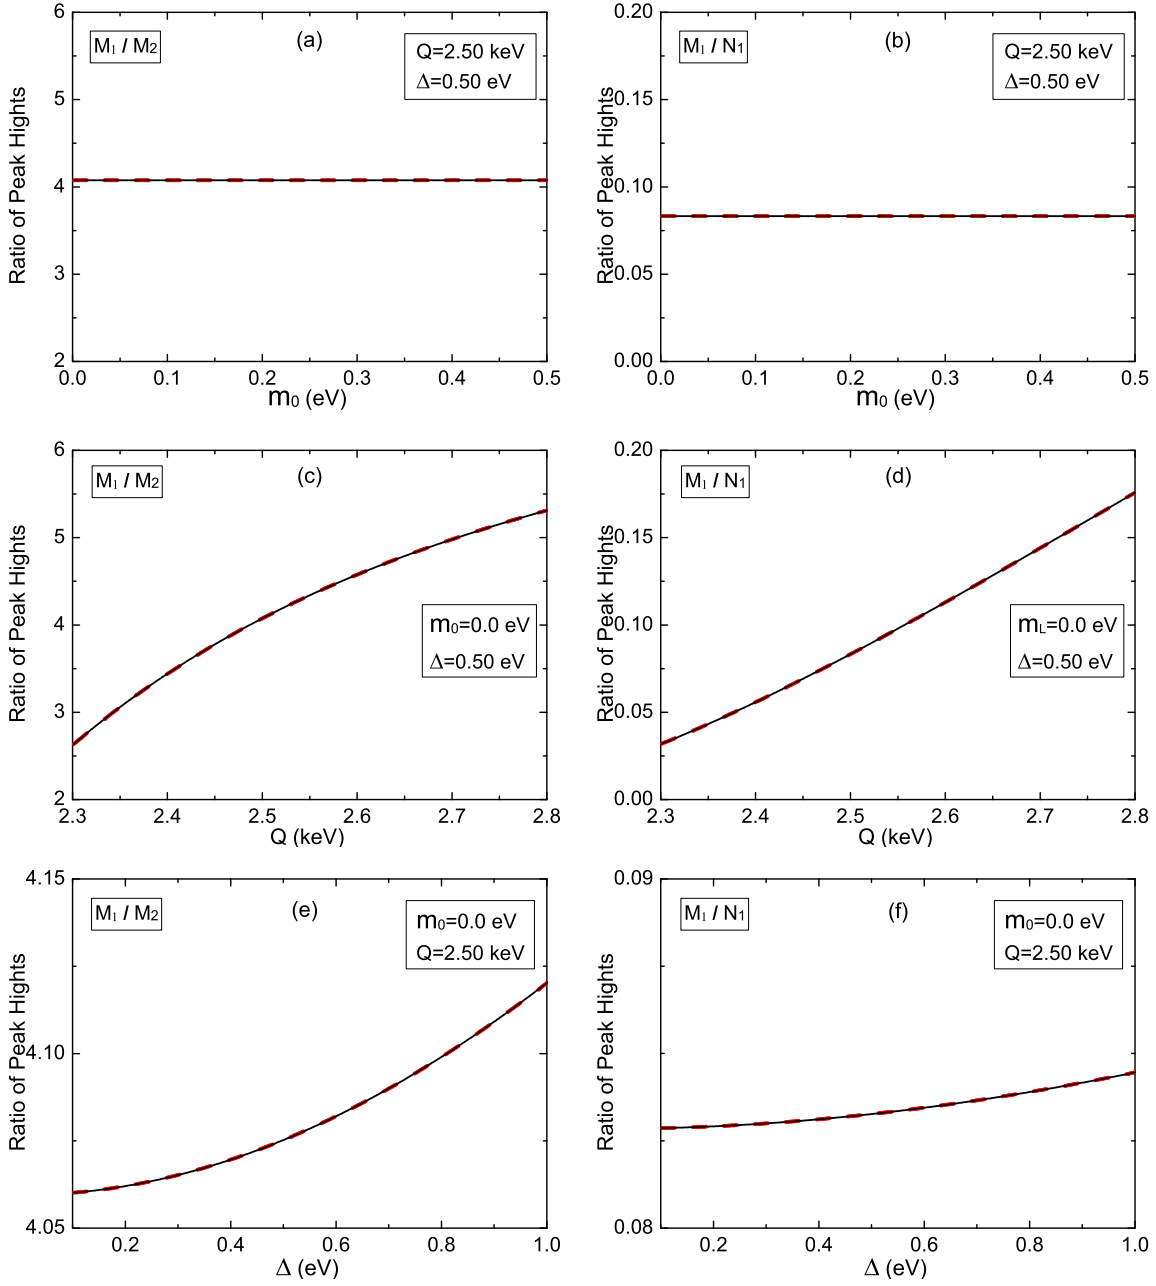 M1 / M2
(a)
Q=2.50 keV
Δ=0.50 eV
Ratio of Peak Hights
6
5
4
3
2
0.0 0.1 0.2 0.3 0.4 0.5
m0 (eV)
M1 / N1
(b)
Q=2.50 keV
Δ=0.50 eV
Ratio of Peak Hights
0.20
0.15
0.10
0.05
0.00
0.0 0.1 0.2 0.3 0.4 0.5
m0 (eV)
M1 / M2
(c)
m0=0.0 eV
Δ=0.50 eV
Ratio of Peak Hights
6
5
4
3
2
2.3 2.4 2.5 2.6 2.7 2.8
Q (keV)
M1 / N1
(d)
mL=0.0 eV
Δ=0.50 eV
Ratio of Peak Hights
0.20
0.15
0.10
0.05
0.00
2.3 2.4 2.5 2.6 2.7 2.8
Q (keV)
M1 / M2
(e)
m0=0.0 eV
Q=2.50 keV
Ratio of Peak Hights
4.15
4.10
4.05
0.2 0.4 0.6 0.8 1.0
Δ (eV)
M1 / N1
(f)
m0=0.0 eV
Q=2.50 keV
Ratio of Peak Hights
0.09
0.08
0.2 0.4 0.6 0.8 1.0
Δ (eV)